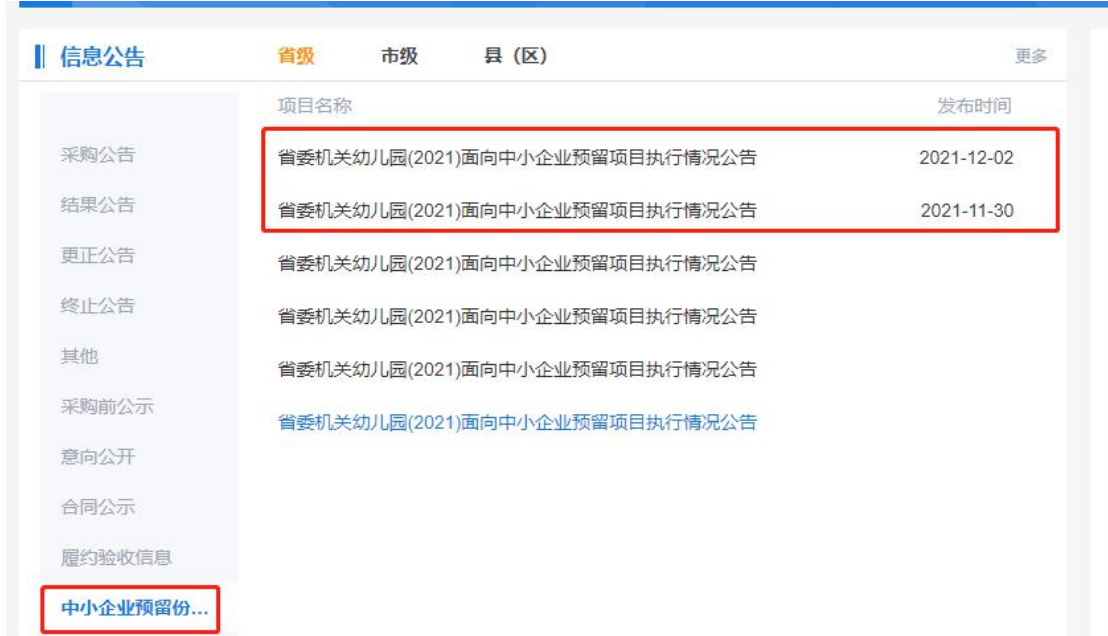 信息公告 省级 市级 县（区） 更多
项目名称 发布时间
采购公告 省委机关幼儿园(2021)面向中小企业预留项目执行情况公告 2021-12-02
结果公告 省委机关幼儿园(2021)面向中小企业预留项目执行情况公告 2021-11-30
更正公告 省委机关幼儿园(2021)面向中小企业预留项目执行情况公告
终止公告 省委机关幼儿园(2021)面向中小企业预留项目执行情况公告
其他 省委机关幼儿园(2021)面向中小企业预留项目执行情况公告
采购前公示 省委机关幼儿园(2021)面向中小企业预留项目执行情况公告
意向公开
合同公示
履约验收信息
中小企业预留份...